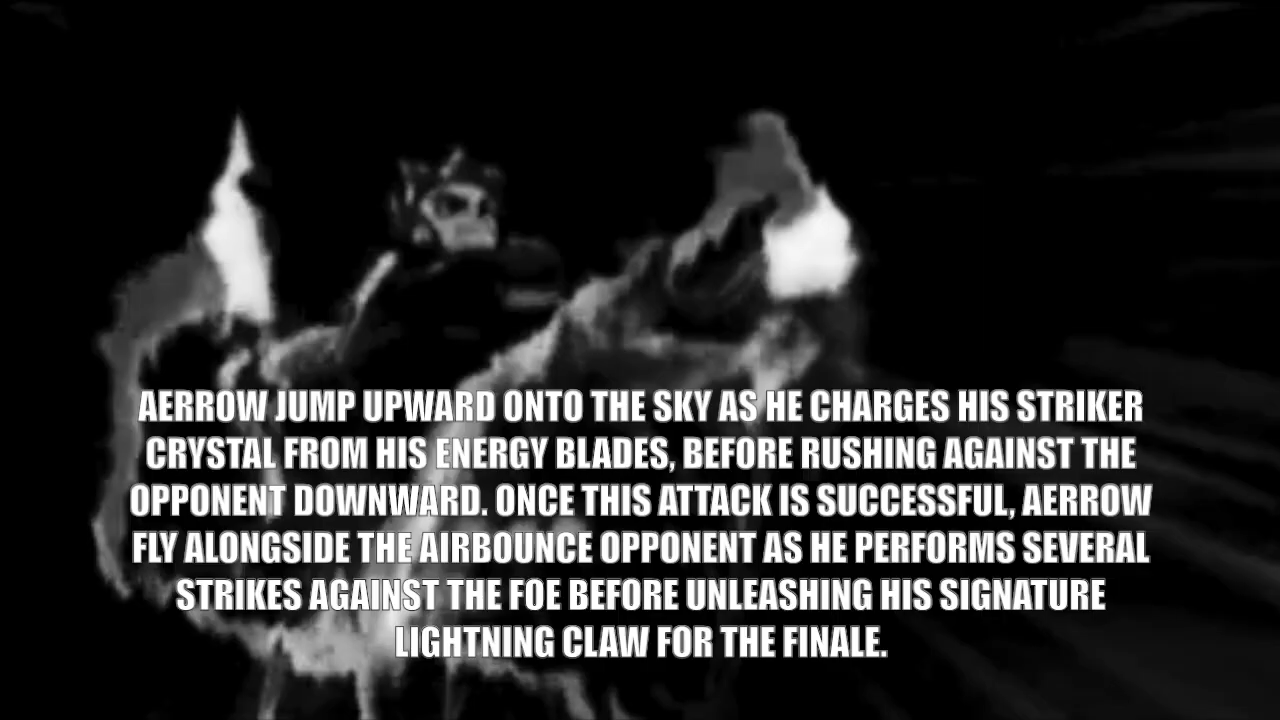 AERROW JUMP UPWARD ONTO THE SKY AS HE CHARGES HIS STRIKER
CRYSTAL FROM HIS ENERGY BLADES, BEFORE RUSHING AGAINST THE
OPPONENT DOWNWARD. ONCE THIS ATTACK IS SUCCESSFUL, AERROW
FLY ALONGSIDE THE AIRBOUNCE OPPONENT AS HE PERFORMS SEVERAL
STRIKES AGAINST THE FOE BEFORE UNLEASHING HIS SIGNATURE
LIGHTNING CLAW FOR THE FINALE.